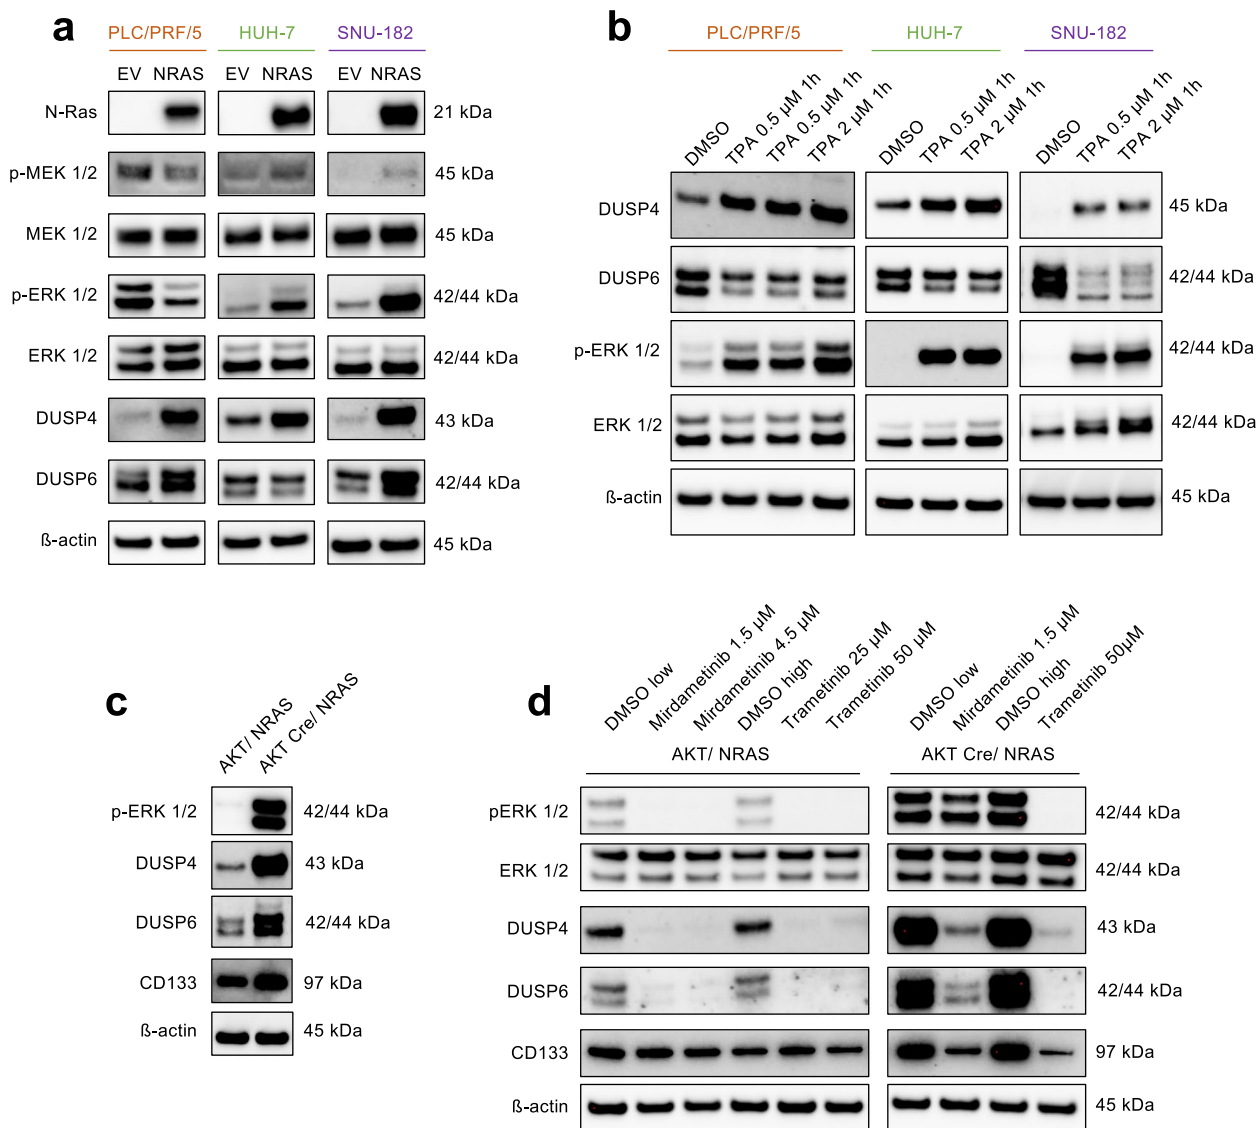 a
PLC/PRF/5 HUH-7 SNU-182
EV NRAS EV NRAS EV NRAS
N-Ras 21 kDa
p-MEK 1/2 45 kDa
MEK 1/2 45 kDa
p-ERK 1/2 42/44 kDa
ERK 1/2 42/44 kDa
DUSP4 43 kDa
DUSP6 42/44 kDa
ß-actin 45 kDa
b
PLC/PRF/5 HUH-7 SNU-182
DMSO TPA 0.5 µM 1h TPA 0.5 µM 1h TPA 2 µM 1h DMSO TPA 0.5 µM 1h TPA 2 µM 1h DMSO TPA 0.5 µM 1h TPA 2 µM 1h
DUSP4 45 kDa
DUSP6 42/44 kDa
p-ERK 1/2 42/44 kDa
ERK 1/2 42/44 kDa
ß-actin 45 kDa
c
AKT/ NRAS AKT Cre/ NRAS
p-ERK 1/2 42/44 kDa
DUSP4 43 kDa
DUSP6 42/44 kDa
CD133 97 kDa
ß-actin 45 kDa
d
DMSO low Mirdametinib 1.5 µM Mirdametinib 4.5 µM DMSO high Trametinib 25 µM Trametinib 50 µM DMSO low Mirdametinib 1.5 µM DMSO high Trametinib 50µM
AKT/ NRAS AKT Cre/ NRAS
pERK 1/2 42/44 kDa
ERK 1/2 42/44 kDa
DUSP4 43 kDa
DUSP6 42/44 kDa
CD133 97 kDa
ß-actin 45 kDa